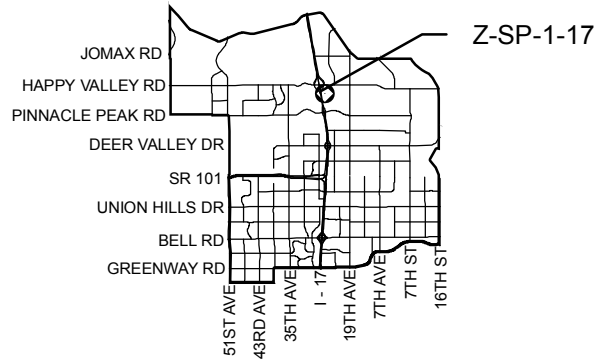 Z-SP-1-17
JOMAX RD
HAPPY VALLEY RD
PINNACLE PEAK RD
DEER VALLEY DR
SR 101
UNION HILLS DR
BELL RD
GREENWAY RD
51ST AVE
43RD AVE
35TH AVE
I - 17
19TH AVE
7TH AVE
7TH ST
16TH ST